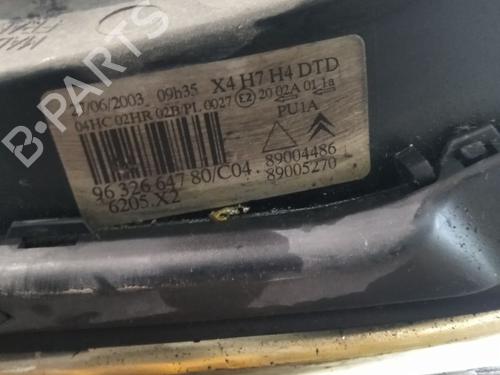 /06/2003 09h35 X4 H7 H4 DTD
04HC 02HR 02B/PL 0027 E2 20 02A 01 1a
PU1A
96 326 647 80/C04 89004486
6205.X2 89005270
B-PARTS